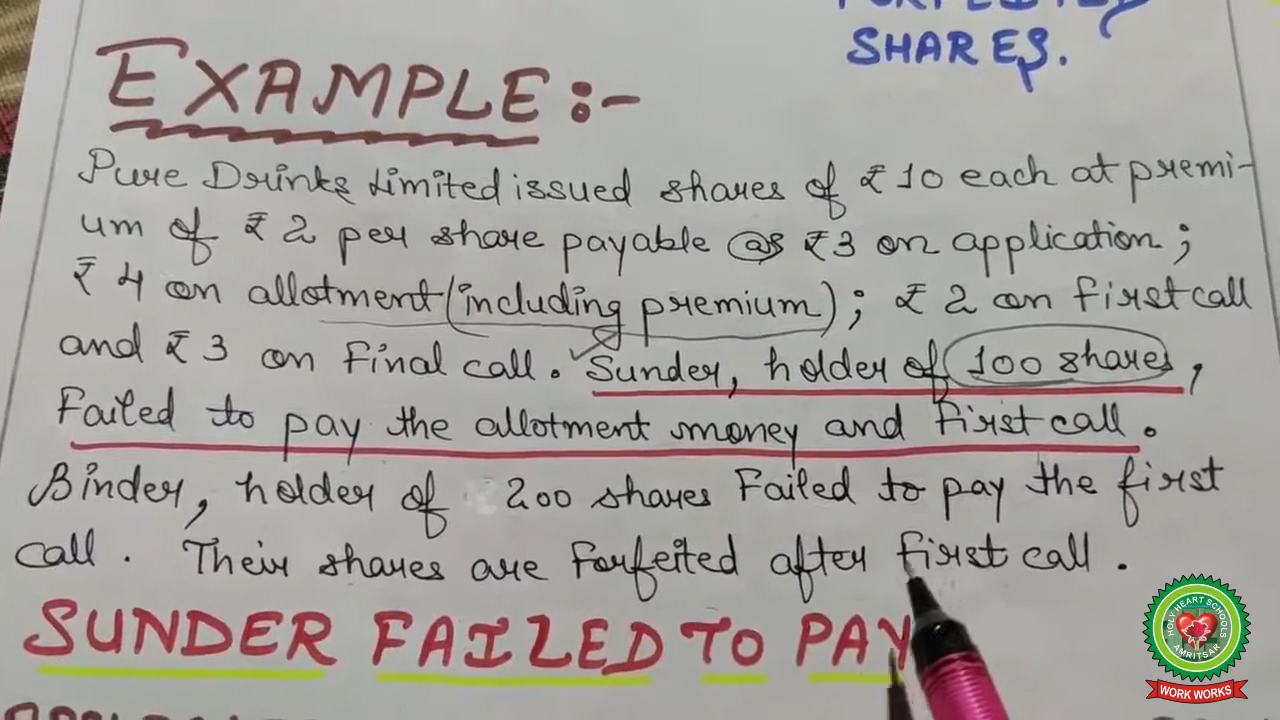 SHARES.
EXAMPLE:-
Pure Drinks Limited issued shares of ₹10 each at premi-
um of ₹ 2 per share payable as ₹3 on application;
₹ 4 on allotment (including premium); ₹ 2 on first call
and ₹ 3 on Final call. Sunder, holder of 100 shares,
Failed to pay the allotment money and First call.
Binder, holder of 200 shares Failed to pay the first
call. Their shares are Forfeited after First call.
SUNDER FAILED TO PAY
HOLY HEART SCHOOLS
AMRITSAR
WORK WORKS